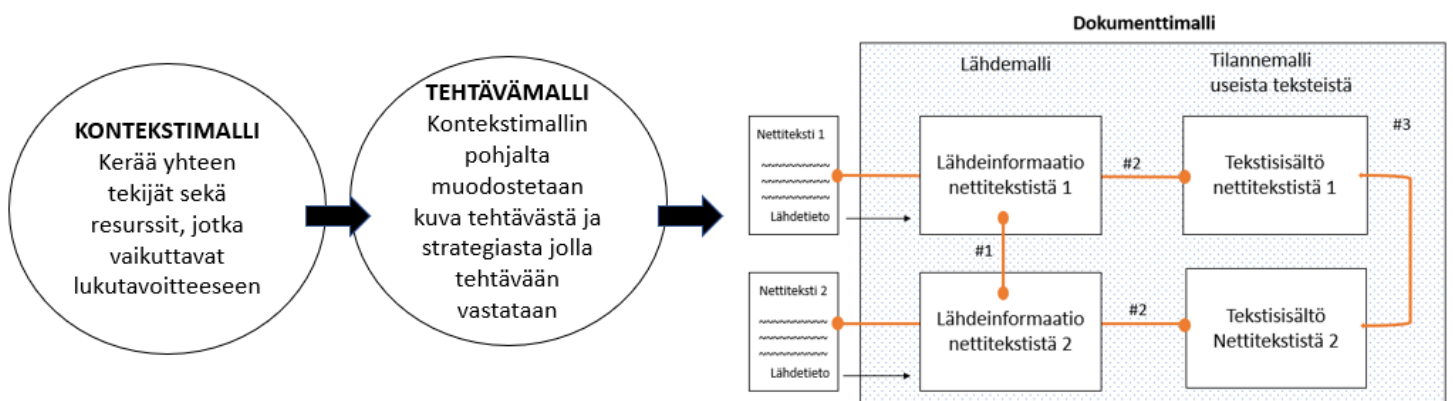 KONTEKSTIMALLI
Kerää yhteen
tekijät sekä
resurssit, jotka
vaikuttavat
lukutavoitteeseen
TEHTÄVÄMALLI
Kontekstimallin
pohjalta
muodostetaan
kuva tehtävästä ja
strategiasta jolla
tehtävään
vastataan
Dokumenttimalli
Lähdemalli
Tilannemalli
useista teksteistä
Nettiteksti 1
Lähdetieto
Lähdeinformaatio
nettitekstistä 1
#2
Tekstisisältö
nettitekstistä 1
#3
#1
Nettiteksti 2
Lähdetieto
Lähdeinformaatio
nettitekstistä 2
#2
Tekstisisältö
Nettitekstistä 2